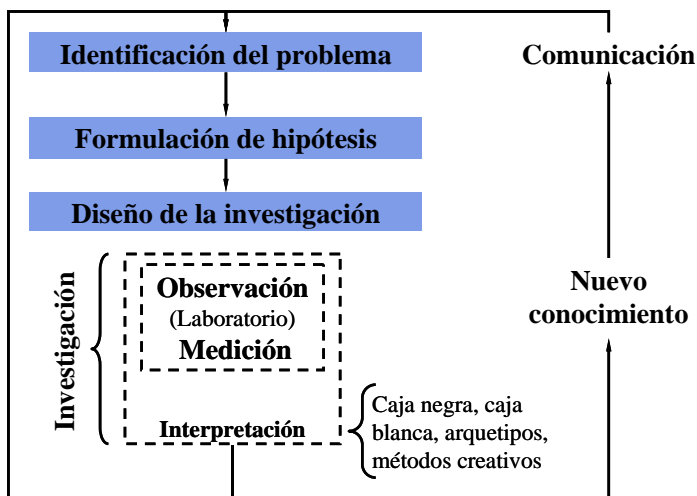 Identificación del problema
Comunicación
Formulación de hipótesis
Diseño de la investigación
Investigación
Observación
(Laboratorio)
Medición
Interpretación
Nuevo
conocimiento
Caja negra, caja
blanca, arquetipos,
métodos creativos